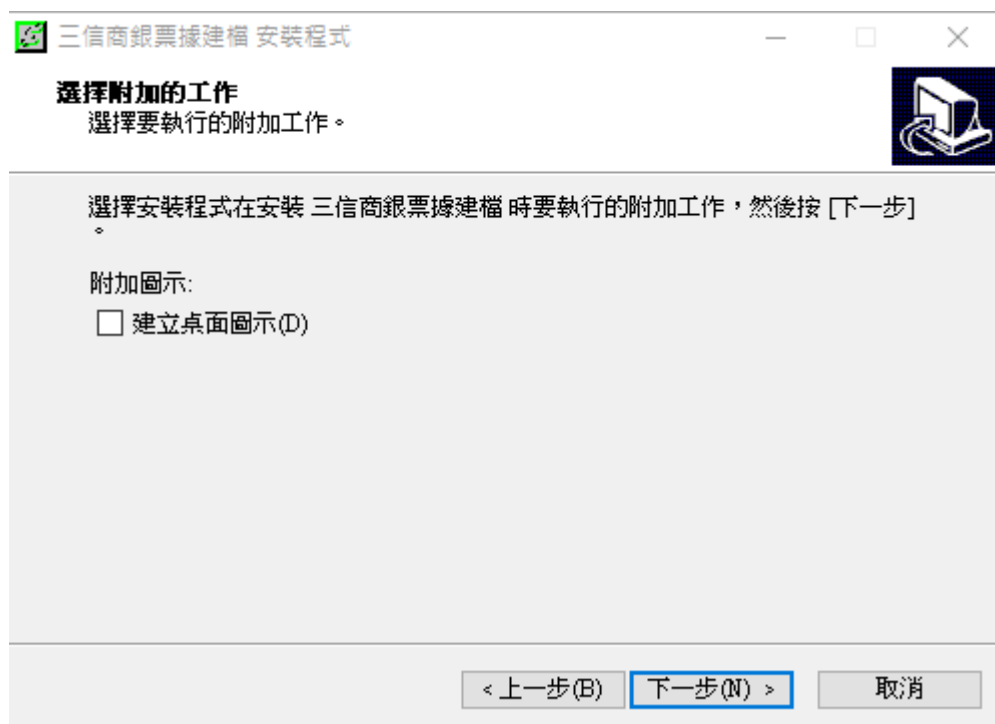 三信商銀票據建檔 安裝程式
選擇附加的工作
選擇要執行的附加工作。
選擇安裝程式在安裝 三信商銀票據建檔 時要執行的附加工作，然後按 [下一步]
。
附加圖示:
建立桌面圖示(D)
<上一步(B)
下一步(N) >
取消